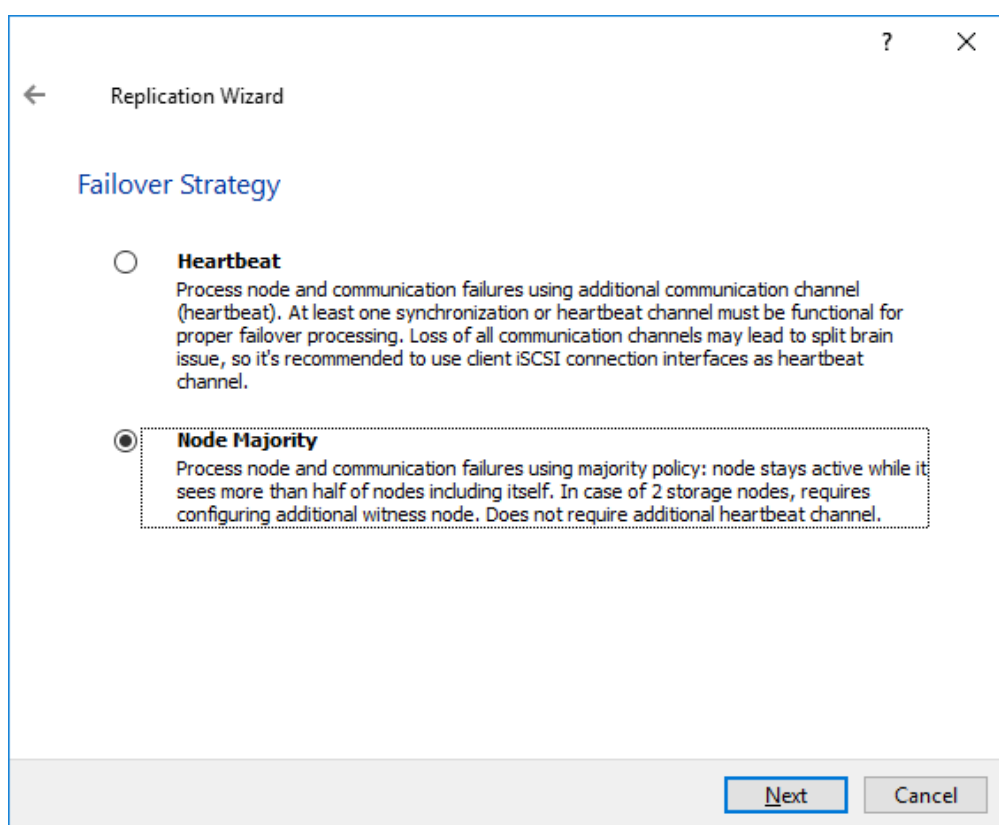 ?
Replication Wizard
Failover Strategy
Heartbeat
Process node and communication failures using additional communication channel
(heartbeat). At least one synchronization or heartbeat channel must be functional for
proper failover processing. Loss of all communication channels may lead to split brain
issue, so it's recommended to use client iSCSI connection interfaces as heartbeat
channel.
Node Majority
Process node and communication failures using majority policy: node stays active while it
sees more than half of nodes including itself. In case of 2 storage nodes, requires
configuring additional witness node. Does not require additional heartbeat channel.
Next Cancel